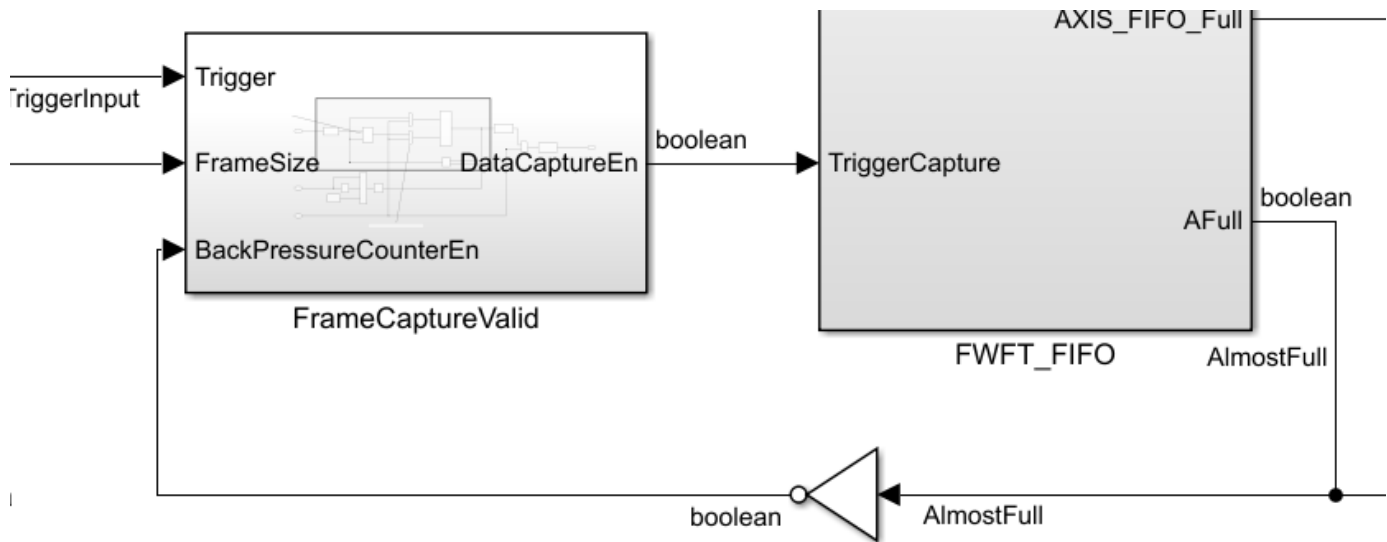 AXIS_FIFO_Full
Trigger
TriggerInput
boolean
FrameSize
DataCaptureEn
TriggerCapture
boolean
AFull
BackPressureCounterEn
FrameCaptureValid
FWFT_FIFO
AlmostFull
boolean
AlmostFull